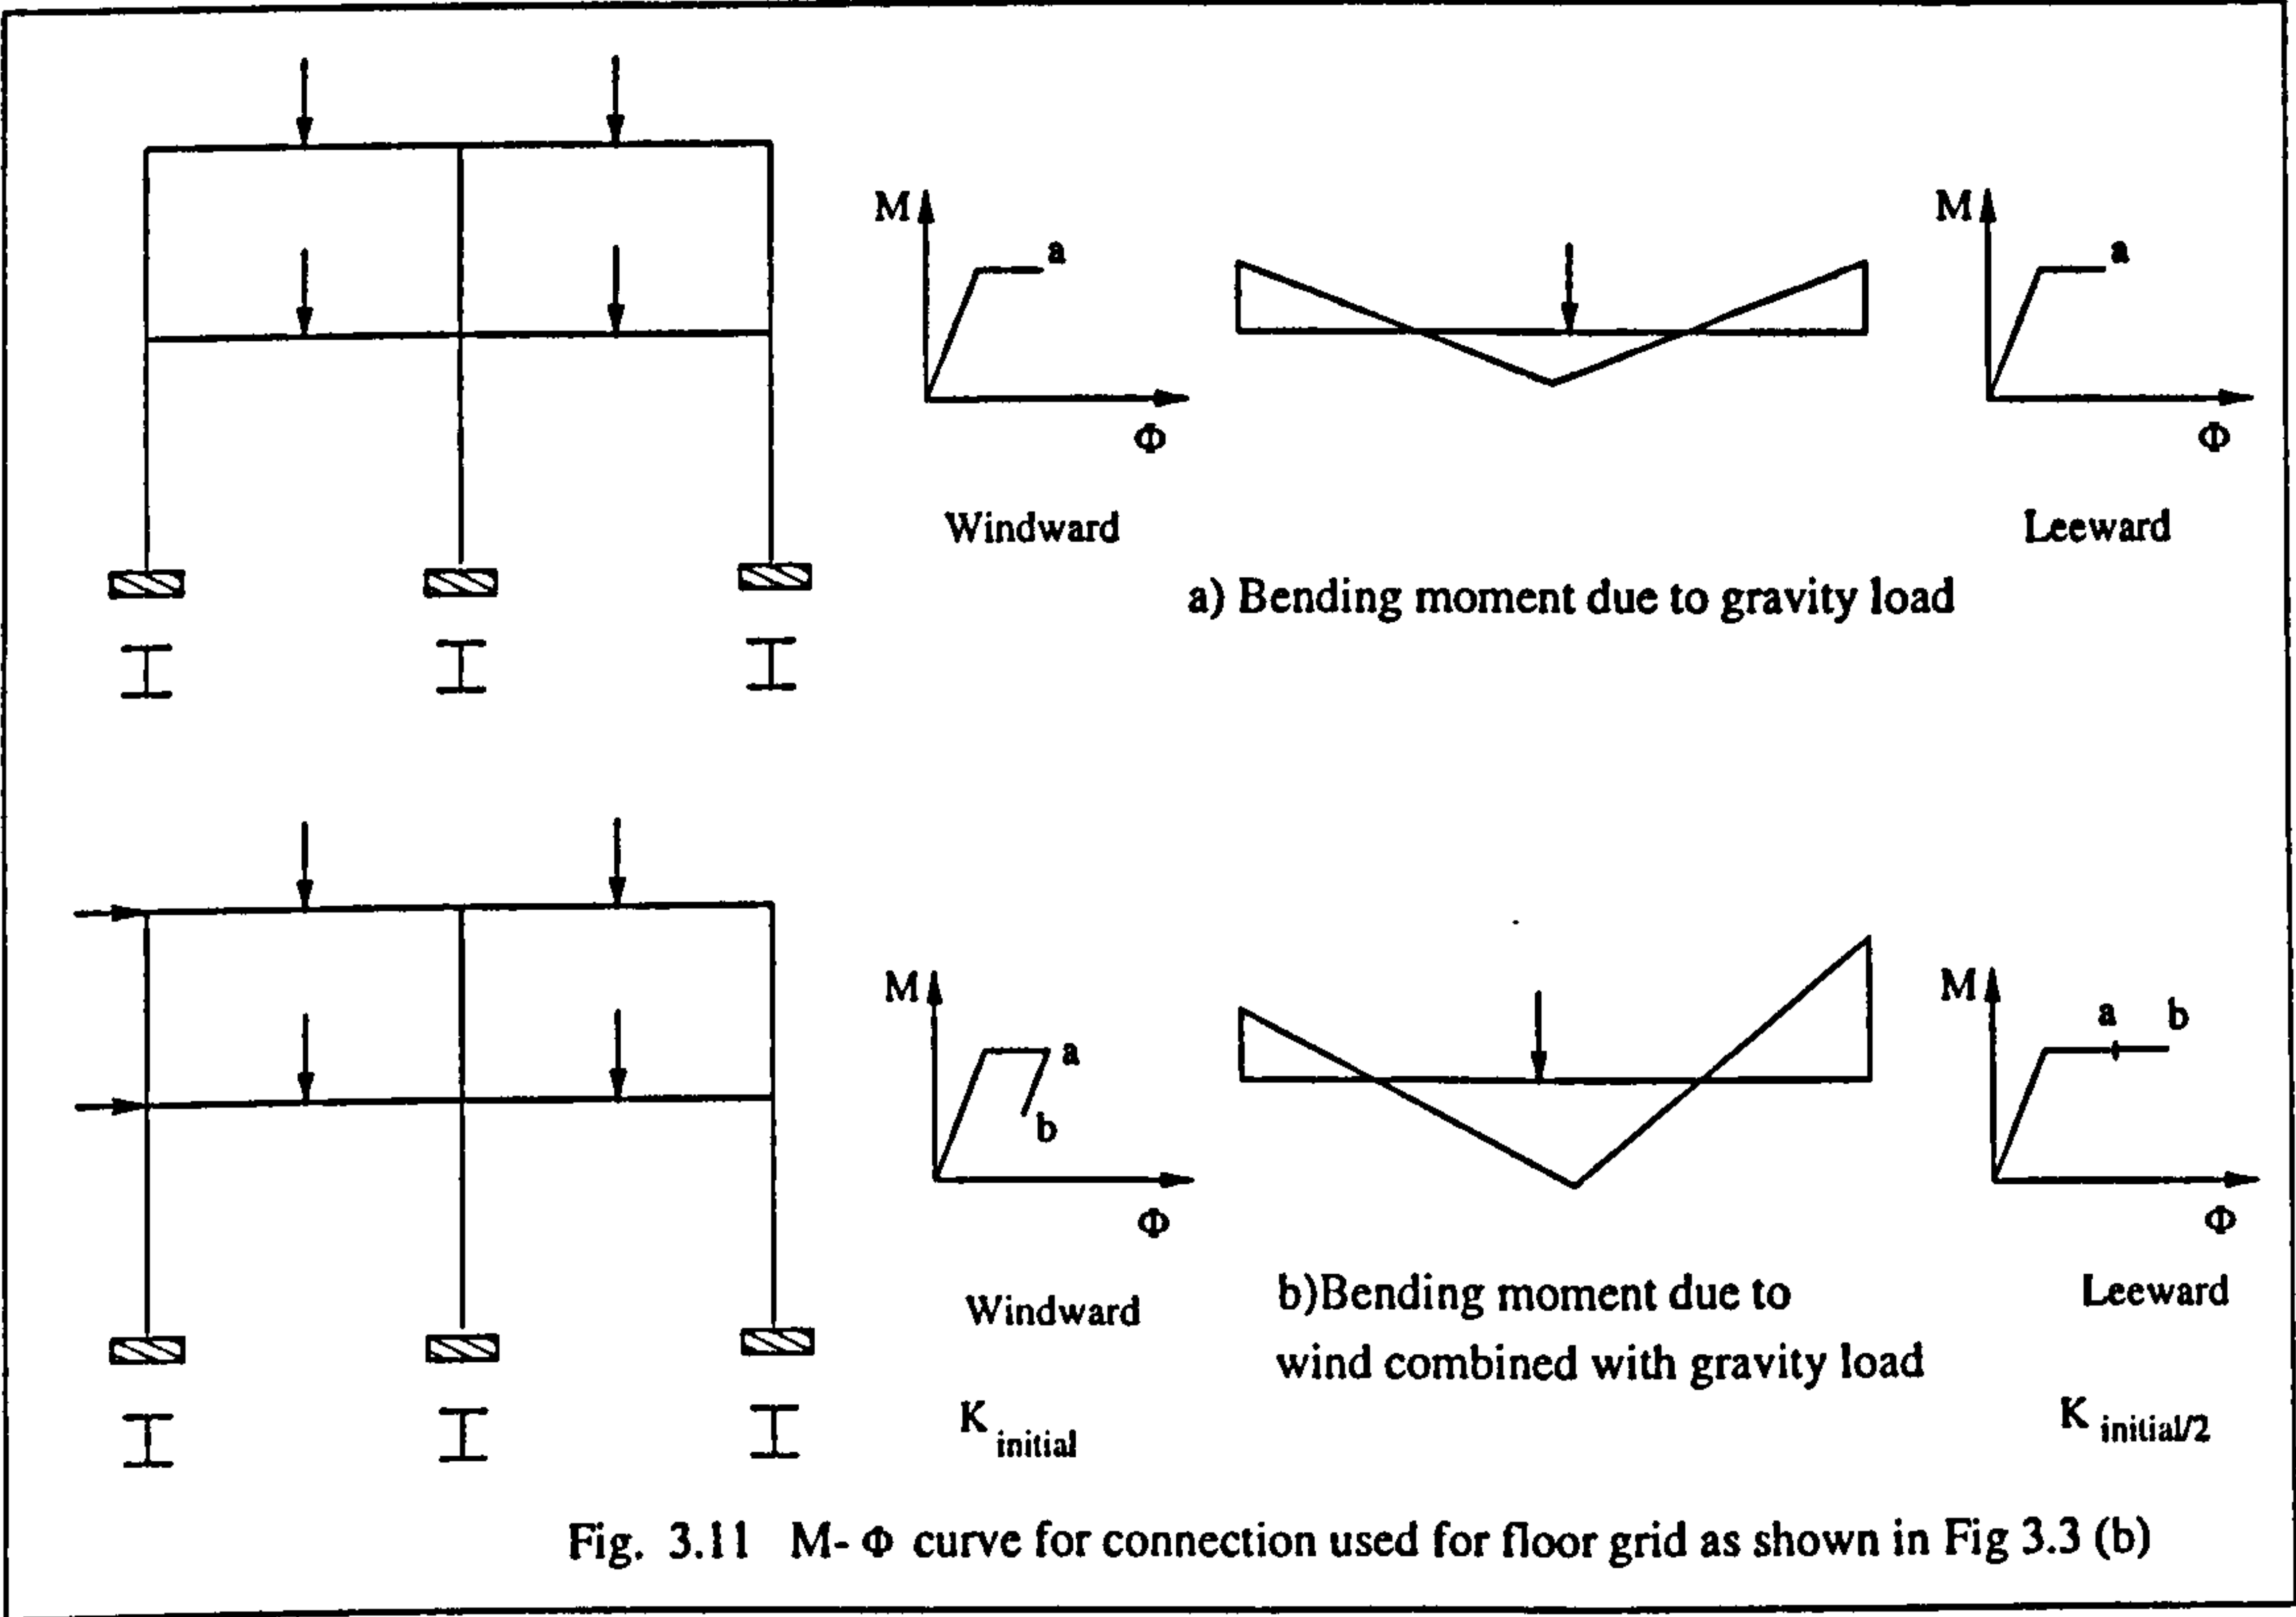 M
a
Φ
Windward
M
a
Φ
Leeward
a) Bending moment due to gravity load
M
a
b
Φ
Windward
K initial
b)Bending moment due to
wind combined with gravity load
M
a b
Φ
Leeward
K initial/2
Fig. 3.11 M- Φ curve for connection used for floor grid as shown in Fig 3.3 (b)